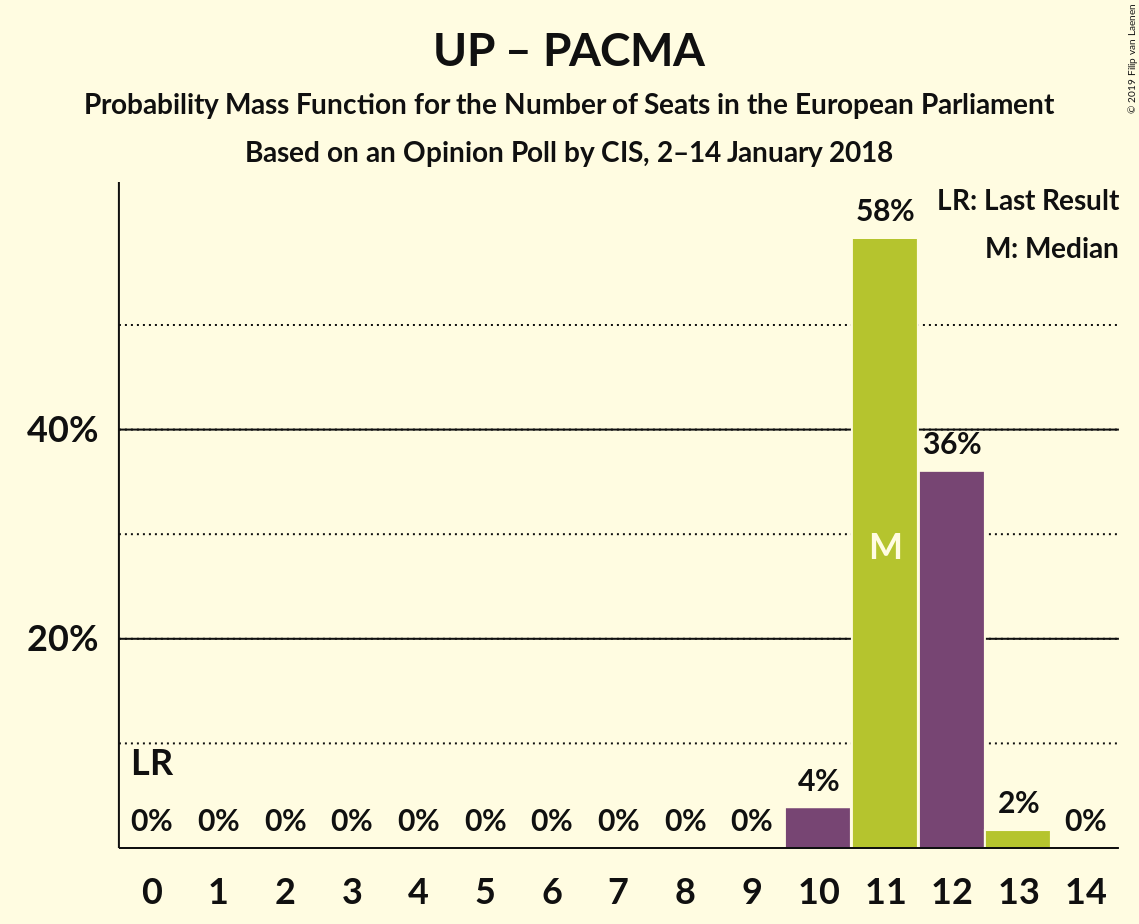 UP – PACMA
Probability Mass Function for the Number of Seats in the European Parliament
Based on an Opinion Poll by CIS, 2–14 January 2018
© 2019 Filip van Laenen
LR: Last Result
M: Median
58%
40%
36%
M
20%
LR
4%
2%
0% 0% 0% 0% 0% 0% 0% 0% 0% 0% 0%
0 1 2 3 4 5 6 7 8 9 10 11 12 13 14